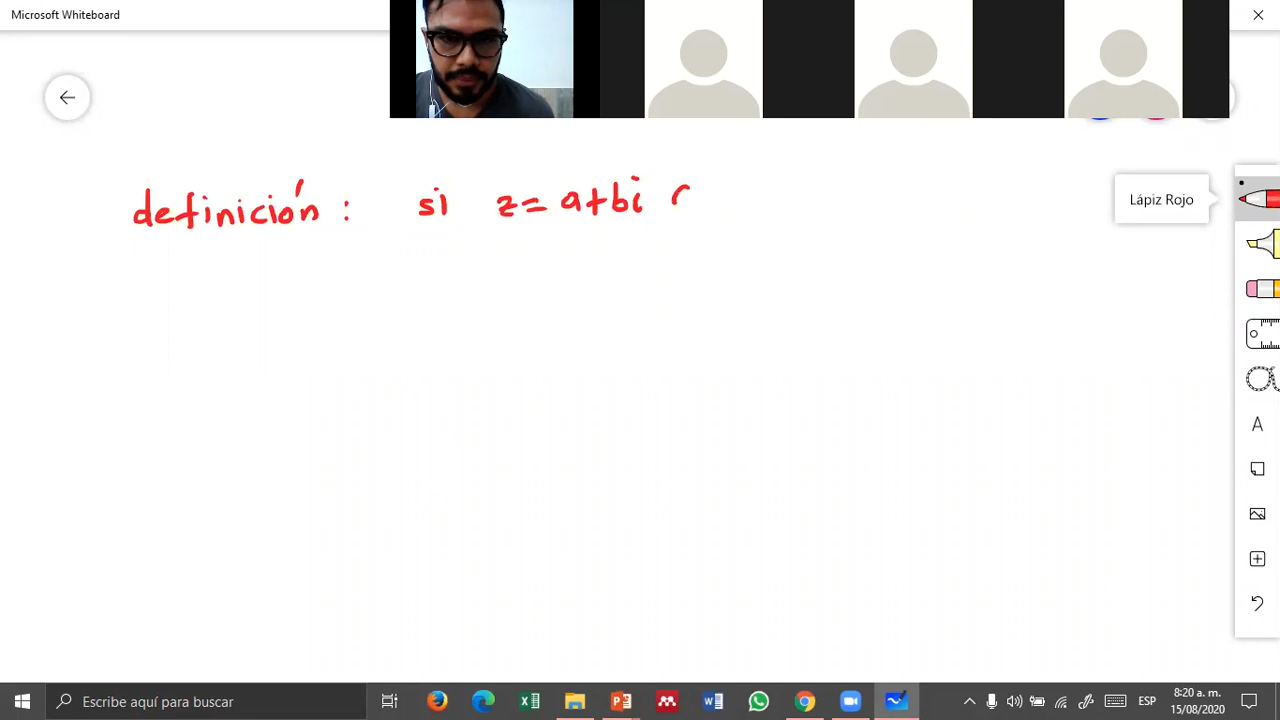 Microsoft Whiteboard
definición : si z = a+bi
Lápiz Rojo
A
Escribe aquí para buscar
ESP
8:20 a. m.
15/08/2020